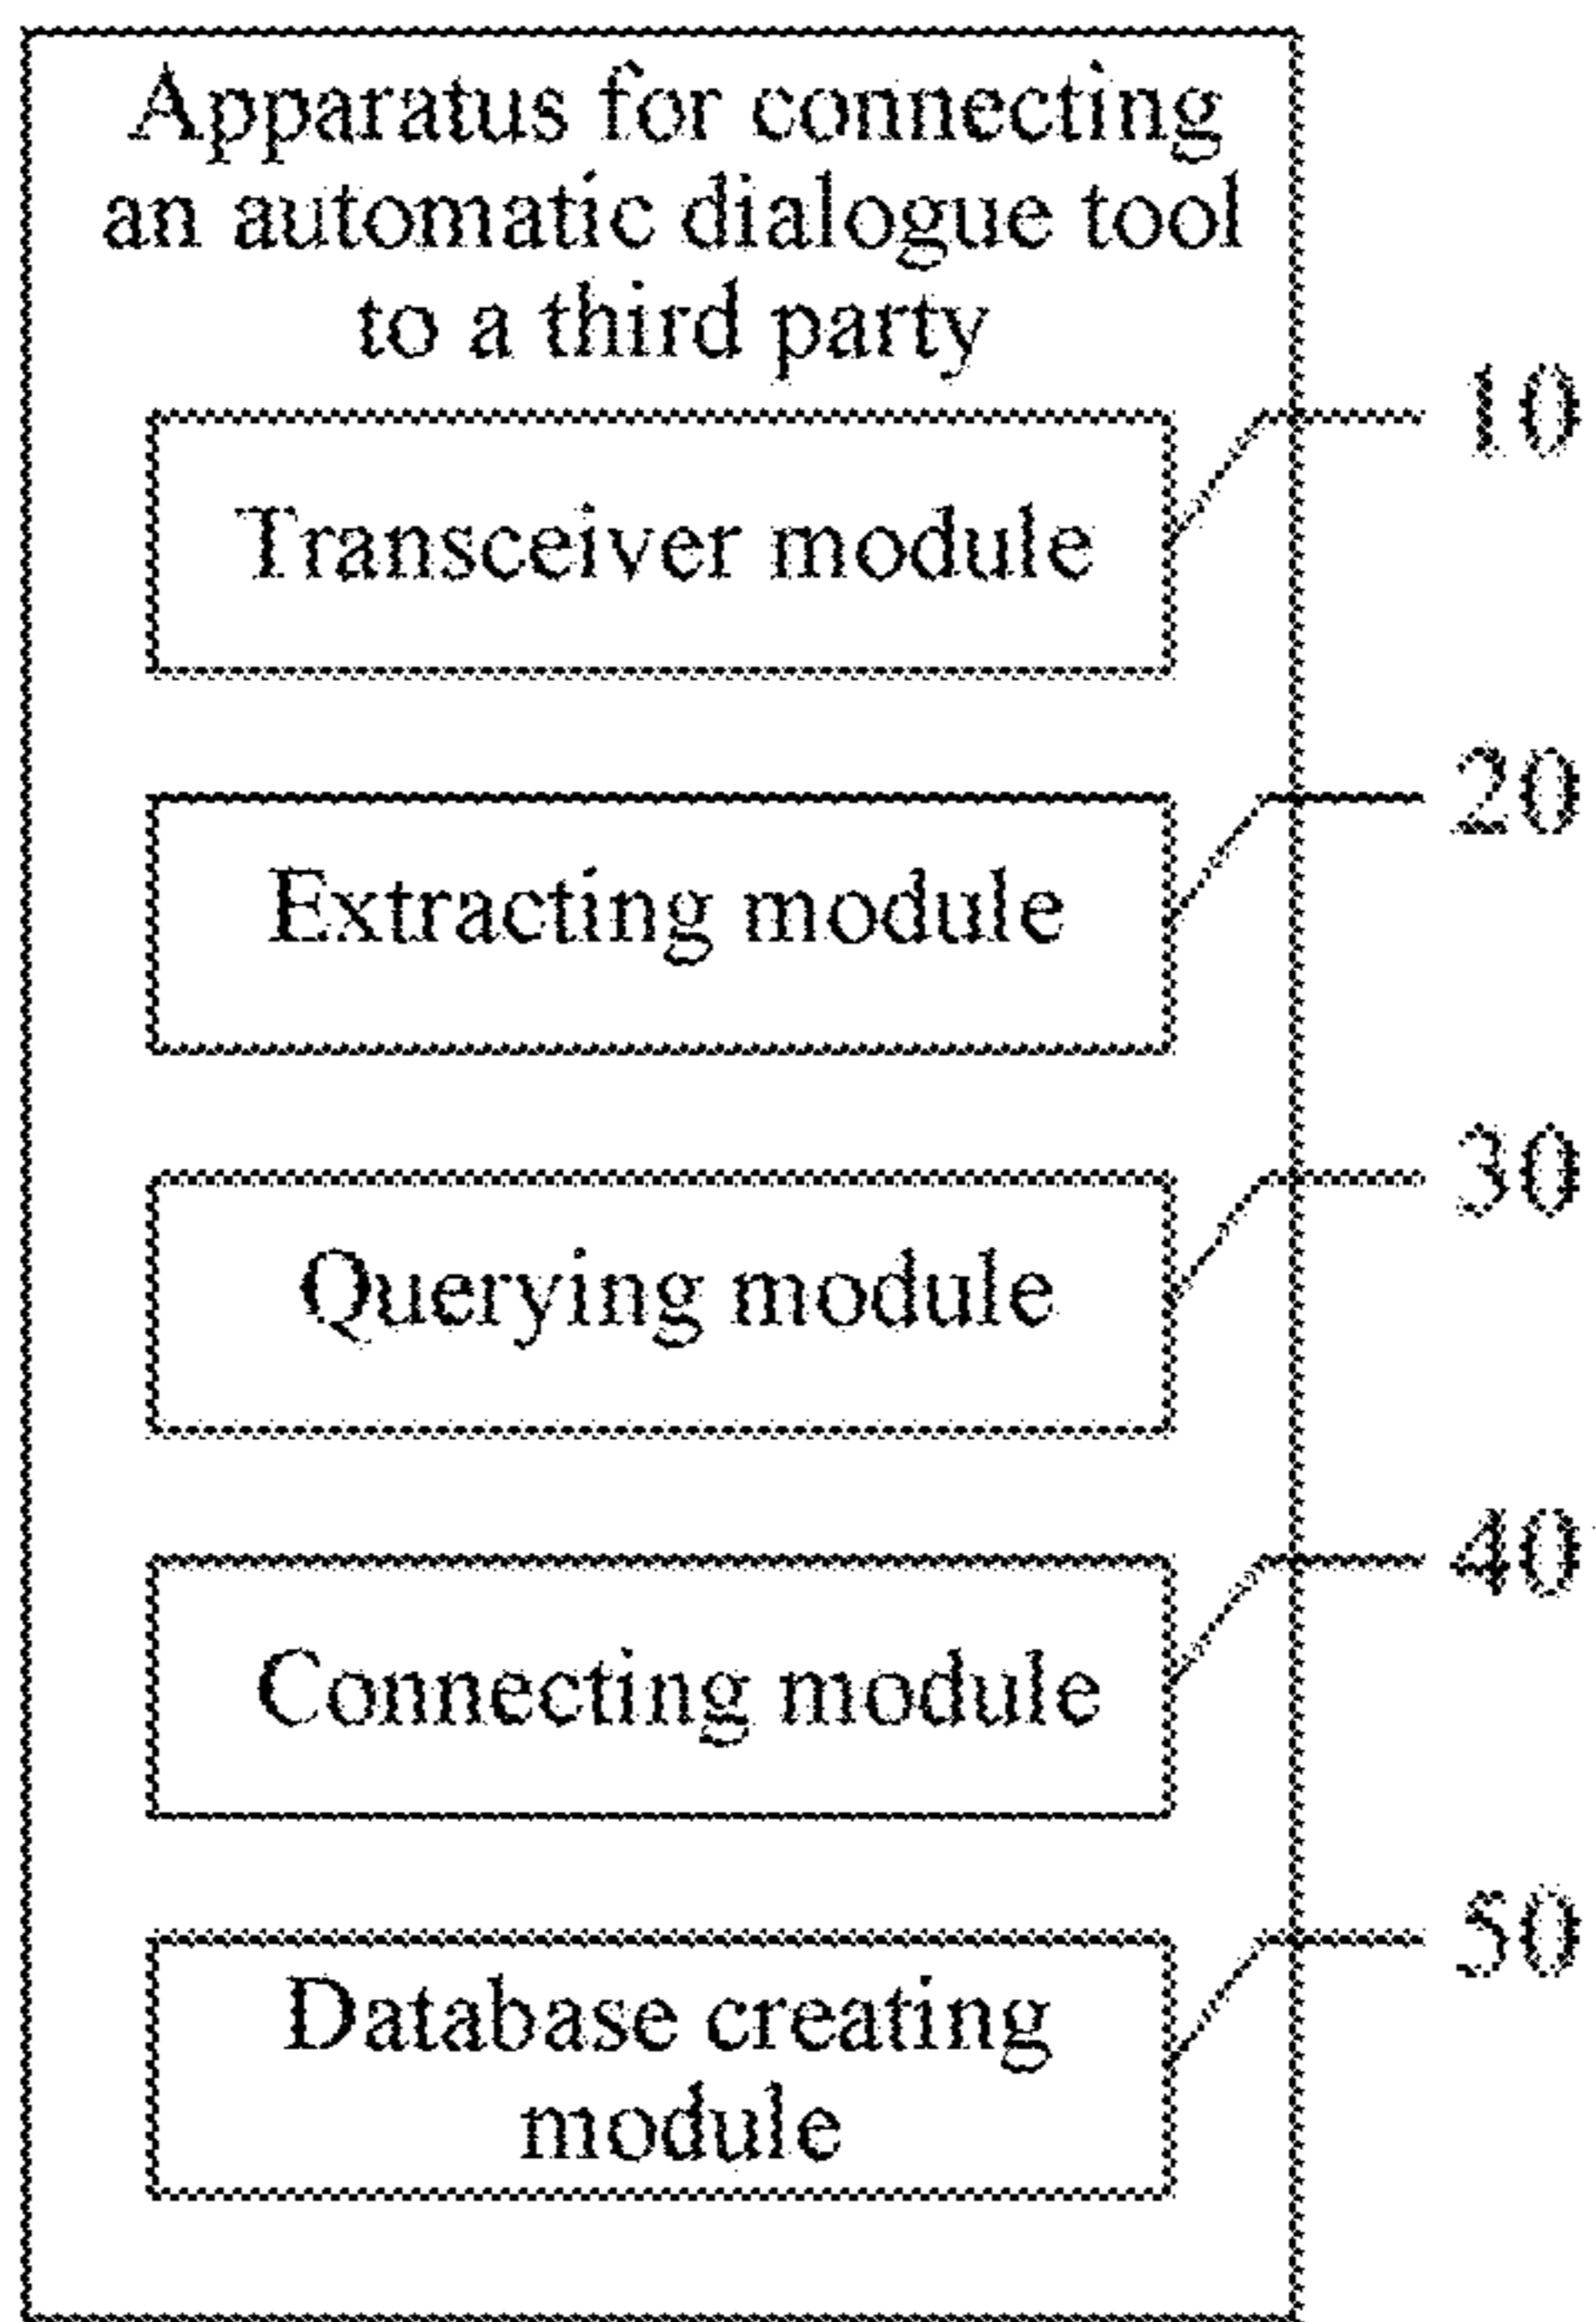 Apparatus for connecting
an automatic dialogue tool
to a third party
10
Transceiver module
20
Extracting module
30
Querying module
40
Connecting module
50
Database creating
module